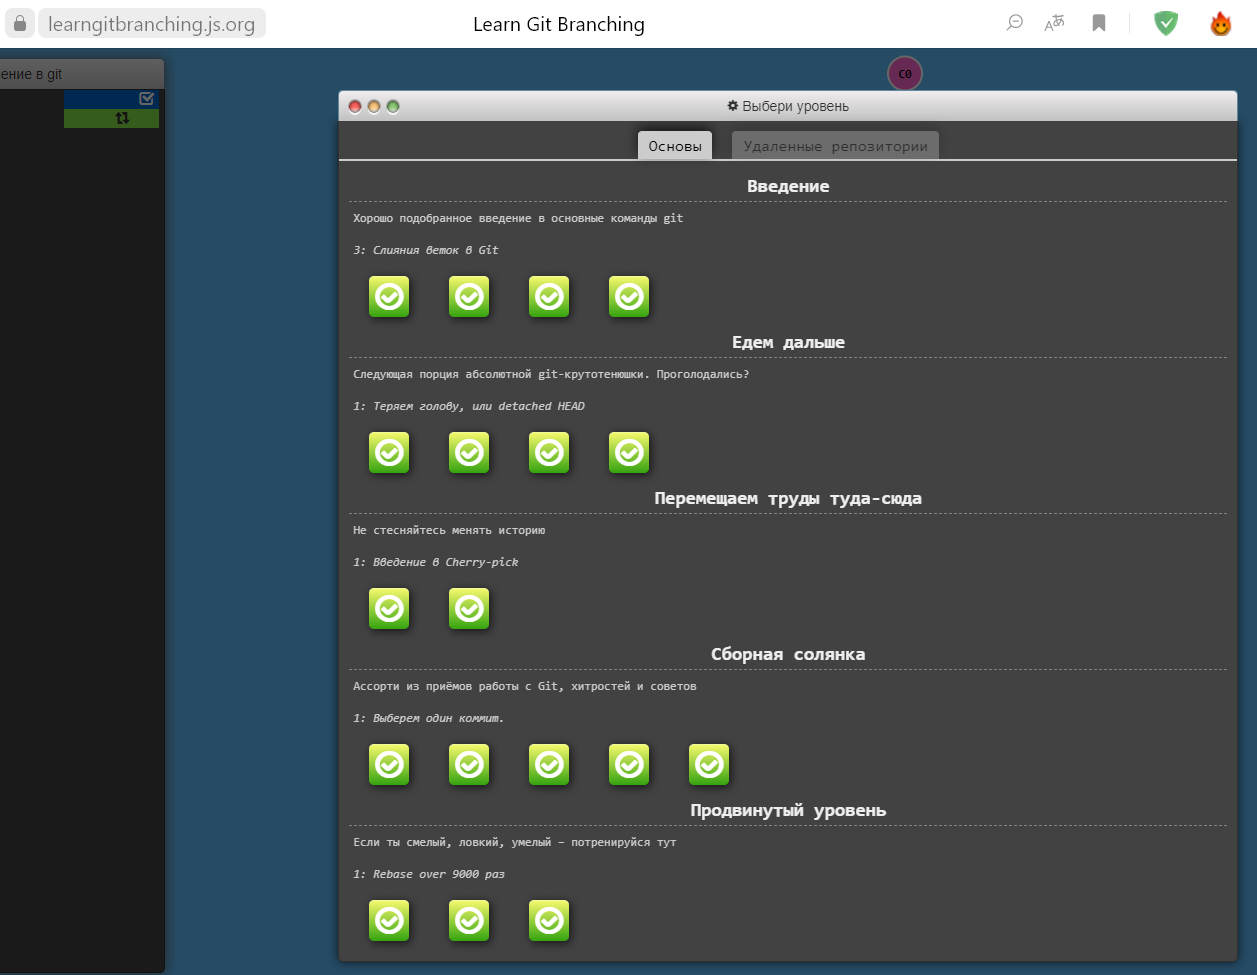 learngitbranching.js.org
Learn Git Branching
ение в git
C0
Выбери уровень
Основы
Удаленные репозитории
Введение
Хорошо подобранное введение в основные команды git
3: Слияния веток в Git
Едем дальше
Следующая порция абсолютной git-крутотенюшки. Проголодались?
1: Теряем голову, или detached HEAD
Перемещаем труды туда-сюда
Не стесняйтесь менять историю
1: Введение в Cherry-pick
Сборная солянка
Ассорти из приёмов работы с Git, хитростей и советов
1: Выберем один коммит.
Продвинутый уровень
Если ты смелый, ловкий, умелый – потренируйся тут
1: Rebase over 9000 раз